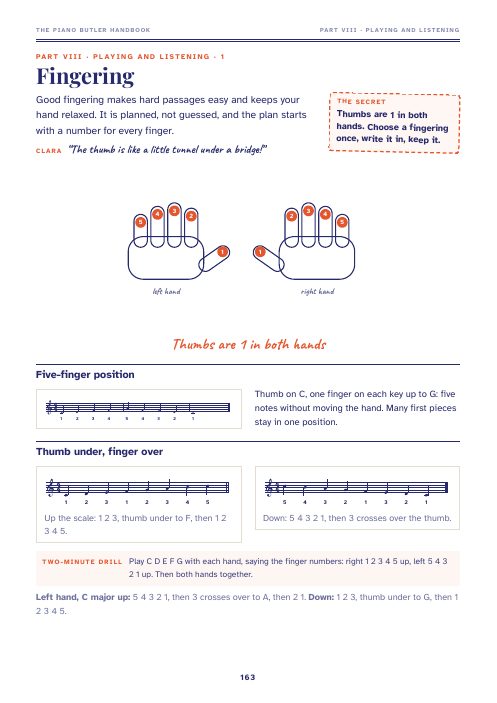 THE PIANO BUTLER HANDBOOK
PART VIII · PLAYING AND LISTENING
PART VIII · PLAYING AND LISTENING · 1
Fingering
Good fingering makes hard passages easy and keeps your
hand relaxed. It is planned, not guessed, and the plan starts
with a number for every finger.
CLARA "The thumb is like a little tunnel under a bridge!"
THE SECRET
Thumbs are 1 in both
hands. Choose a fingering
once, write it in, keep it.
5 4 3 2 1
1 2 3 4 5
left hand
right hand
Thumbs are 1 in both hands
Five-finger position
1 2 3 4 5 4 3 2 1
Thumb on C, one finger on each key up to G: five
notes without moving the hand. Many first pieces
stay in one position.
Thumb under, finger over
1 2 3 1 2 3 4 5
Up the scale: 1 2 3, thumb under to F, then 1 2
3 4 5.
5 4 3 2 1 3 2 1
Down: 5 4 3 2 1, then 3 crosses over the thumb.
TWO-MINUTE DRILL Play C D E F G with each hand, saying the finger numbers: right 1 2 3 4 5 up, left 5 4 3
2 1 up. Then both hands together.
Left hand, C major up: 5 4 3 2 1, then 3 crosses over to A, then 2 1. Down: 1 2 3, thumb under to G, then 1
2 3 4 5.
163